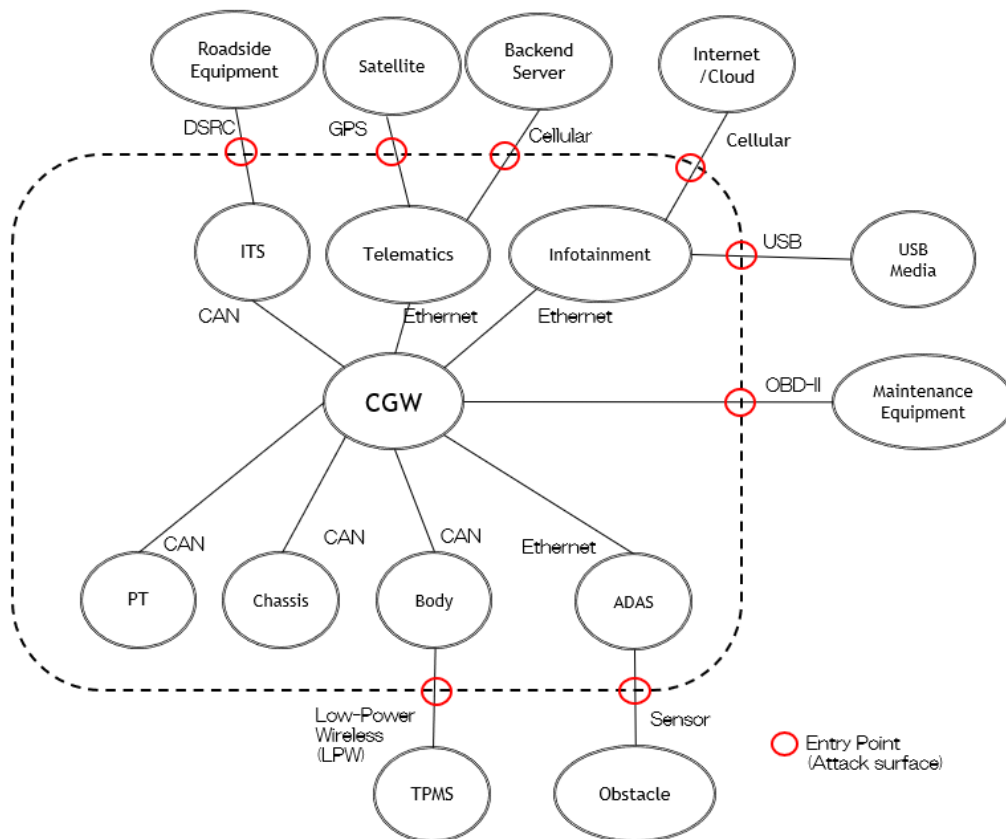 Roadside
Equipment
Satellite
Backend
Server
Internet
/Cloud
DSRC
GPS
Cellular
Cellular
ITS
Telematics
Infotainment
USB
USB
Media
CAN
Ethernet
Ethernet
CGW
OBD-II
Maintenance
Equipment
CAN
CAN
CAN
Ethernet
PT
Chassis
Body
ADAS
Low-Power
Wireless
(LPW)
Sensor
Entry Point
(Attack surface)
TPMS
Obstacle